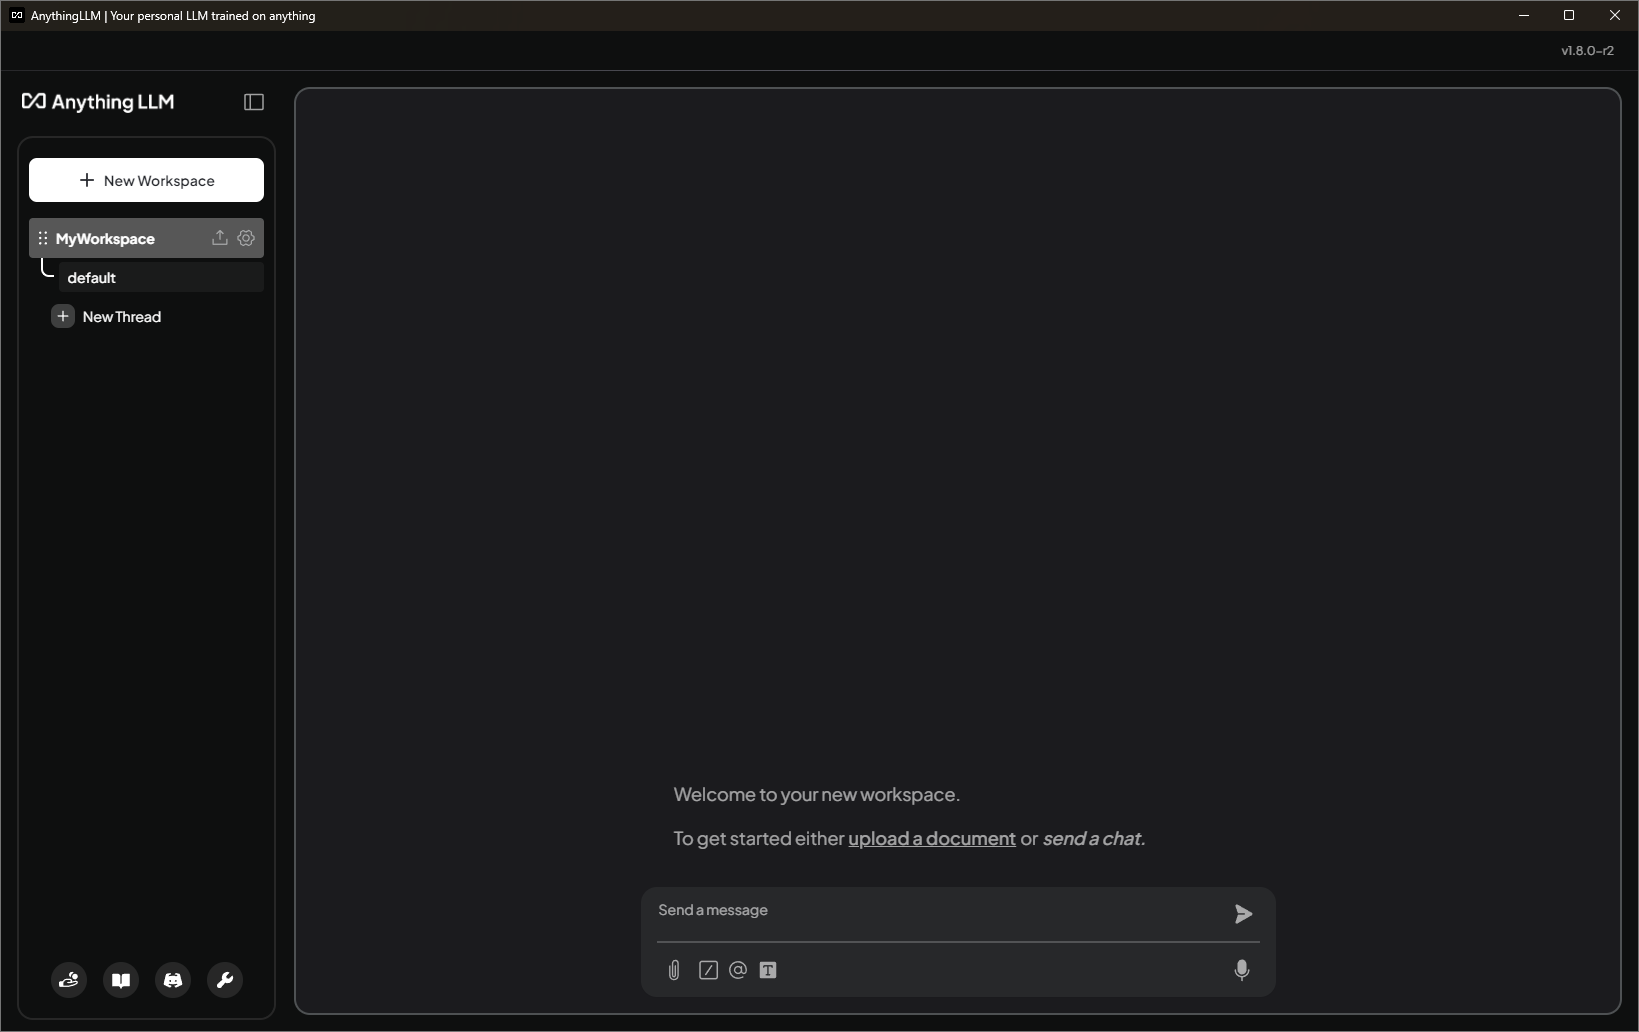 AnythingLLM | Your personal LLM trained on anything
v1.8.0-r2
Anything LLM
New Workspace
MyWorkspace
default
New Thread
Welcome to your new workspace.
To get started either upload a document or send a chat.
Send a message